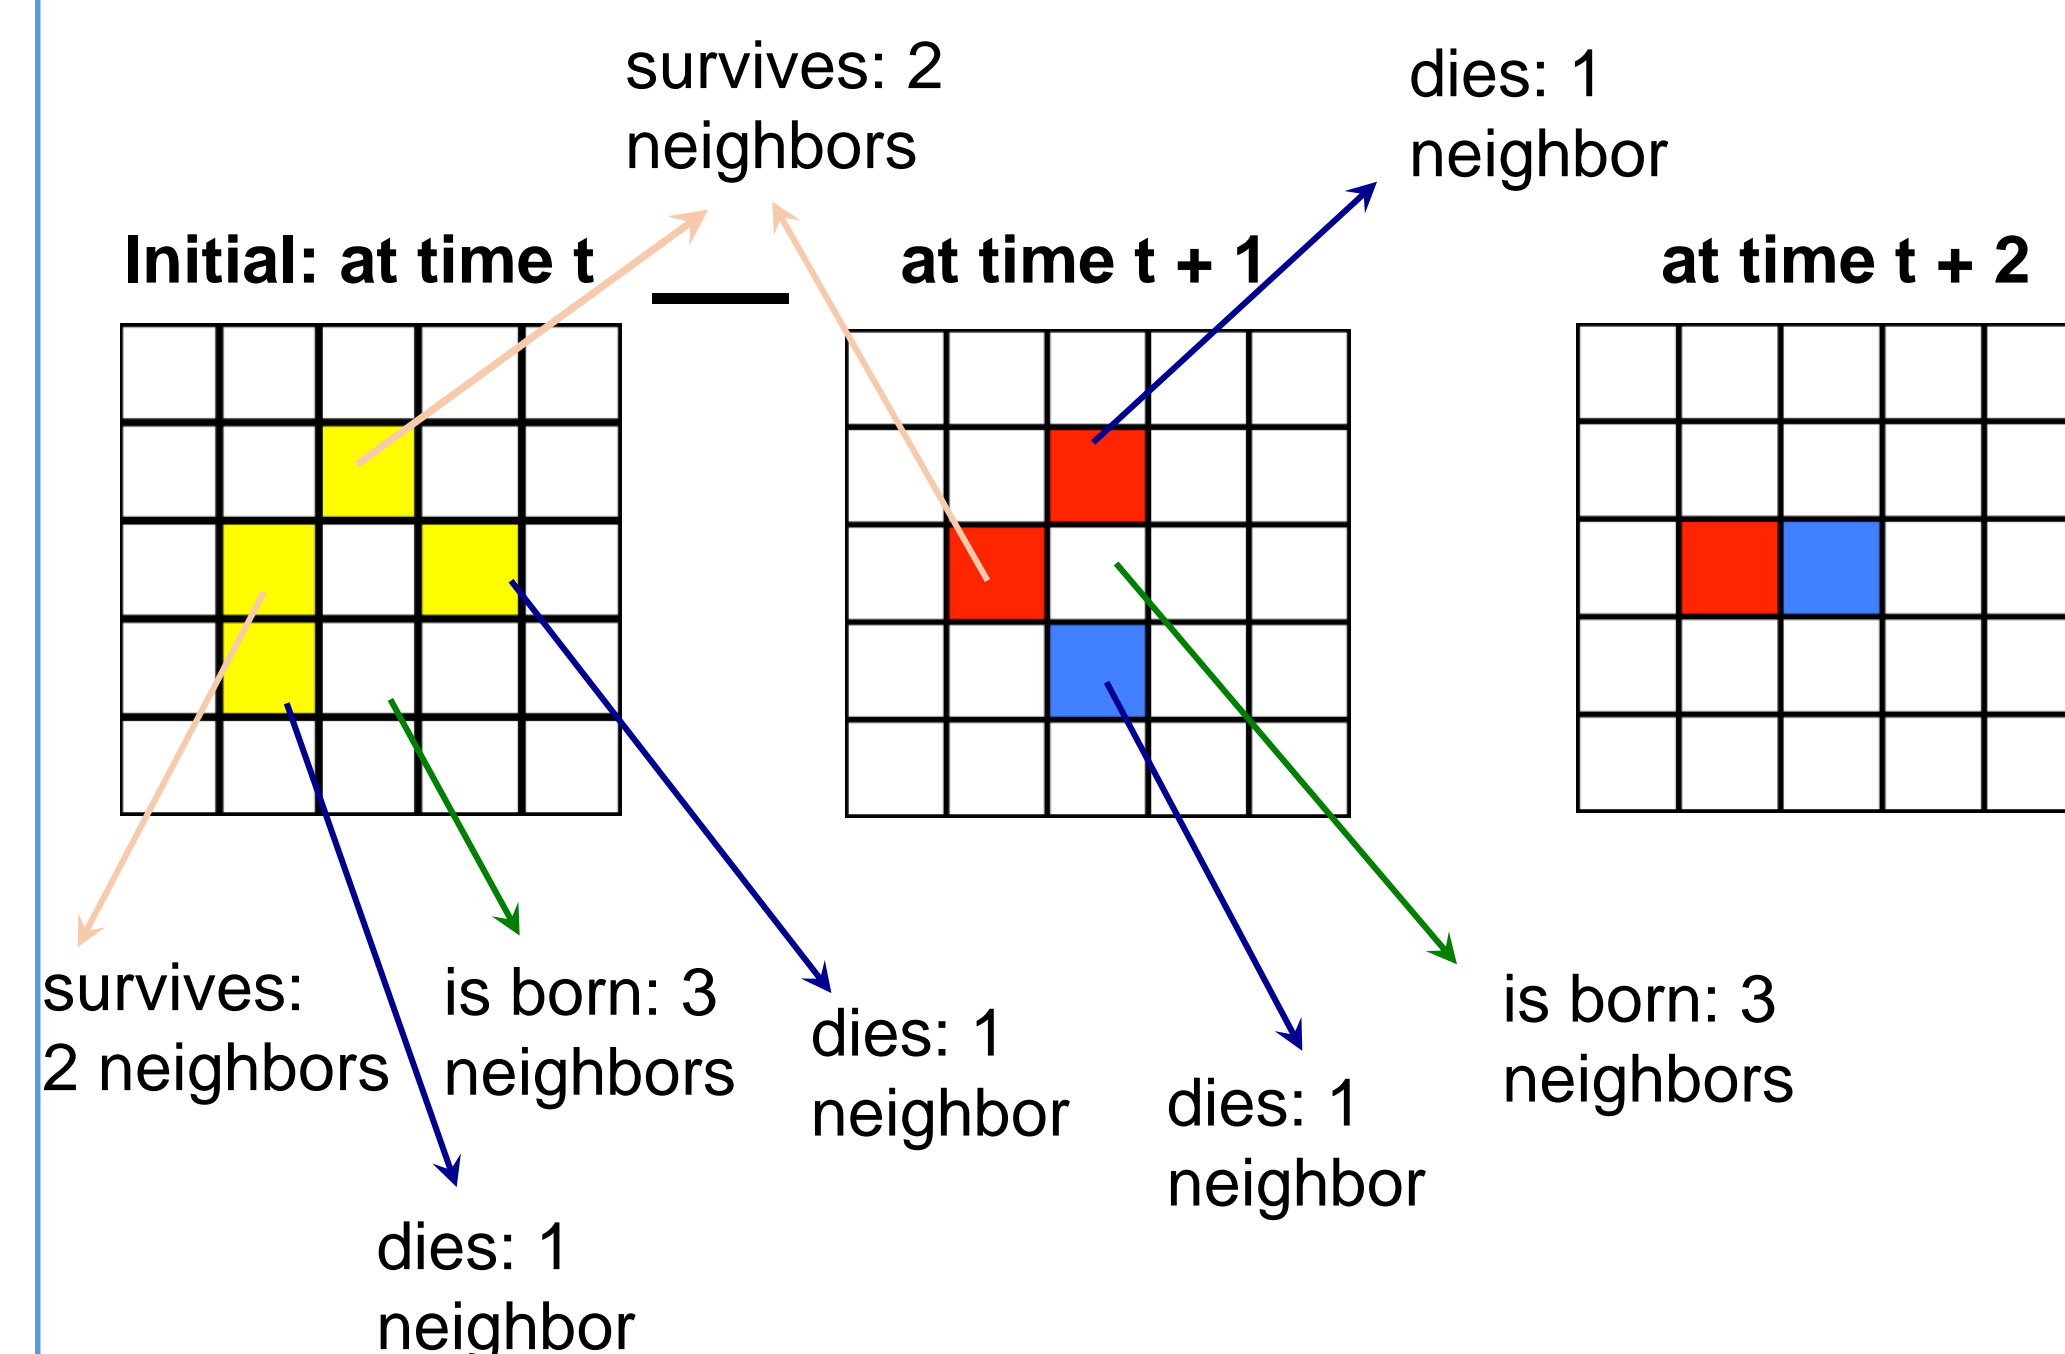 survives: 2
neighbors
dies: 1
neighbor
Initial: at time t
at time t + 1
at time t + 2
survives:
2 neighbors
is born: 3
neighbors
dies: 1
neighbor
dies: 1
neighbor
is born: 3
neighbors
dies: 1
neighbor